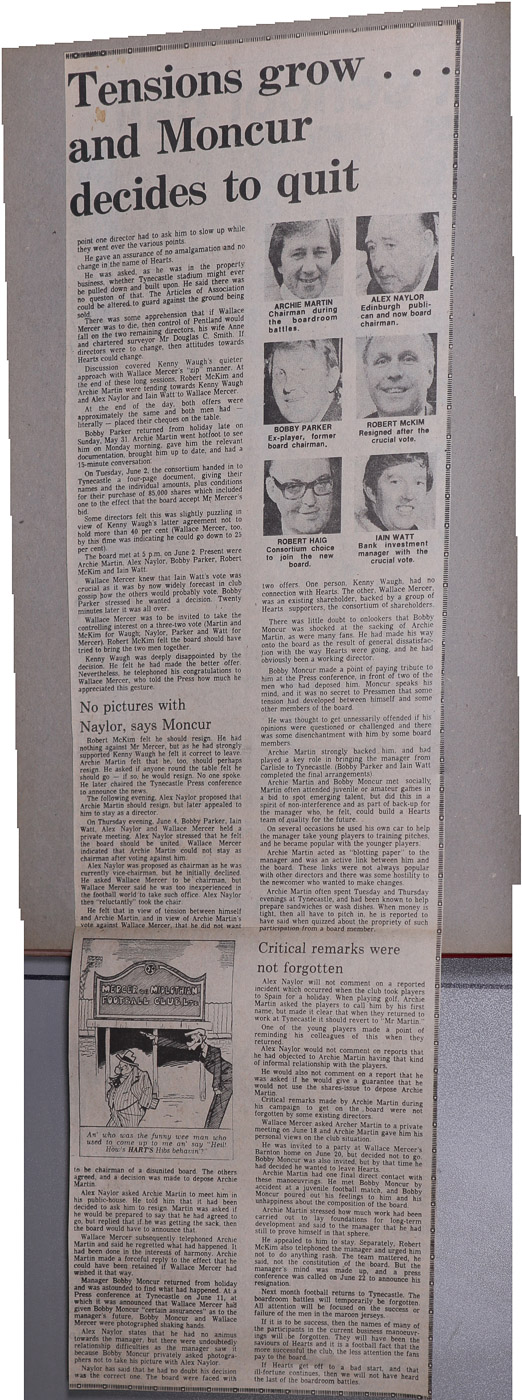 Tensions grow . . .
and Moncur
decides to quit
point one director had to ask him to slow up while
they went over the various points.
He gave an assurance of no amalgamation and no
change in the name of Hearts.
He was asked, as he was in the property
business, whether Tynecastle stadium might ever
be pulled down and built upon. He said there was
no queston of that. The Articles of Association
could be altered to guard against the ground being
sold.
There was some apprehension that if Wallace
Mercer was to die, then control of Pentland would
fall on the two remaining directors, his wife Anne
and chartered surveyor Mr Douglas C. Smith. If
directors were to change, then attitudes towards
Hearts could change.
Discussion covered Kenny Waugh's quieter
approach with Wallace Mercer's "zip" manner. At
the end of these long sessions, Robert McKim and
Archie Martin were tending towards Kenny Waugh
and Alex Naylor and Iain Watt to Wallace Mercer.
At the end of the day, both offers were
approximately the same and both men had —
literally — placed their cheques on the table.
Bobby Parker returned from holiday late on
Sunday, May 31. Archie Martin went hotfoot to see
him on Monday morning, gave him the relevant
documentation, brought him up to date, and had a
15-minute conversation.
On Tuesday, June 2, the consortium handed in to
Tynecastle a four-page document, giving their
names and the individual amounts, plus conditions
for their purchase of 85,000 shares which included
one to the effect that the board accept Mr Mercer's
bid.
Some directors felt this was slightly puzzling in
view of Kenny Waugh's latter agreement not to
hold more than 40 per cent (Wallace Mercer, too,
by this time was indicating he could go down to 25
per cent).
The board met at 5 p.m. on June 2. Present were
Archie Martin, Alex Naylor, Bobby Parker, Robert
McKim and Iain Watt.
Wallace Mercer knew that Iain Watt's vote was
crucial as it was by now widely forecast in club
gossip how the others would probably vote. Bobby
Parker stressed he wanted a decision. Twenty
minutes later it was all over.
Wallace Mercer was to be invited to take the
controlling interest on a three-two vote (Martin and
McKim for Waugh; Naylor, Parker and Watt for
Mercer). Robert McKim felt the board should have
tried to bring the two men together.
Kenny Waugh was deeply disappointed by the
decision. He felt he had made the better offer.
Nevertheless, he telephoned his congratulations to
Wallace Mercer, who told the Press how much he
appreciated this gesture.
No pictures with
Naylor, says Moncur
Robert McKim felt he should resign. He had
nothing against Mr Mercer, but as he had strongly
supported Kenny Waugh he felt it correct to leave.
Archie Martin felt that he, too, should perhaps
resign. He asked if anyone round the table felt he
should go — if so, he would resign. No one spoke.
He later chaired the Tynecastle Press conference
to announce the news.
The following evening, Alex Naylor proposed that
Archie Martin should resign, but later appealed to
him to stay as a director.
On Thursday evening, June 4, Bobby Parker, Iain
Watt, Alex Naylor and Wallace Mercer held a
private meeting. Alex Naylor stressed that he felt
the board should be united. Wallace Mercer
indicated that Archie Martin could not stay as
chairman after voting against him.
Alex Naylor was proposed as chairman as he was
currently vice-chairman, but he initially declined.
He asked Wallace Mercer to be chairman, but
Wallace Mercer said he was too inexperienced in
the football world to take such office. Alex Naylor
then "reluctantly" took the chair.
He felt that in view of tension between himself
and Archie Martin, and in view of Archie Martin's
vote against Wallace Mercer, that he did not want
MERCER and MIDLOTHIAN
FOOTBALL CLUB Ltd
An' who was the funny wee man who
used to come up to me an' say "Hell!
How's HART'S Hibs behavin'!"
to be chairman of a disunited board. The others
agreed, and a decision was made to depose Archie
Martin.
Alex Naylor asked Archie Martin to meet him in
his public-house. He told him that it had been
decided to ask him to resign. Martin was asked if
he would be prepared to say that he had agreed to
go, but replied that if he was getting the sack, then
the board would have to announce that.
Wallace Mercer subsequently telephoned Archie
Martin and said he regretted what had happened. It
had been done in the interests of harmony. Archie
Martin made a forceful reply to the effect that he
could have been retained if Wallace Mercer had
wished it that way.
Manager Bobby Moncur returned from holiday
and was astounded to find what had happened. At a
Press conference at Tynecastle on June 11, at
which it was announced that Wallace Mercer had
given Bobby Moncur "certain assurances" as to the
manager's future, Bobby Moncur and Wallace
Mercer were photographed shaking hands.
Alex Naylor states that he had no animus
towards the manager, but there were undoubtedly
relationship difficulties as the manager saw it
because Bobby Moncur privately asked photogra-
phers not to take his picture with Alex Naylor.
Naylor has said that he had no doubt his decision
was the correct one. The board were faced with
ARCHIE MARTIN
Chairman during
the boardroom
battles.
ALEX NAYLOR
Edinburgh publi-
can and now board
chairman.
BOBBY PARKER
Ex-player, former
board chairman.
ROBERT McKIM
Resigned after the
crucial vote.
ROBERT HAIG
Consortium choice
to join the new
board.
IAIN WATT
Bank investment
manager with the
crucial vote.
two offers. One person, Kenny Waugh, had no
connection with Hearts. The other, Wallace Mercer,
was an existing shareholder, backed by a group of
Hearts supporters, the consortium of shareholders.
There was little doubt to onlookers that Bobby
Moncur was shocked at the sacking of Archie
Martin, as were many fans. He had made his way
onto the board as the result of general dissatisfac-
tion with the way Hearts were going, and he had
obviously been a working director.
Bobby Moncur made a point of paying tribute to
him at the Press conference, in front of two of the
men who had deposed him. Moncur speaks his
mind, and it was no secret to Pressmen that some
tension had developed between himself and some
other members of the board.
He was thought to get unnessarily offended if his
opinions were questioned or challenged and there
was some disenchantment with him by some board
members.
Archie Martin strongly backed him, and had
played a key role in bringing the manager from
Carlisle to Tynecastle. (Bobby Parker and Iain Watt
completed the final arrangements).
Archie Martin and Bobby Moncur met socially,
Martin often attended juvenile or amateur games in
a bid to spot emerging talent, but did this in a
spirit of non-interference and as part of back-up for
the manager who, he felt, could build a Hearts
team of quality for the future.
On several occasions he used his own car to help
the manager take young players to training pitches,
and he became popular with the younger players.
Archie Martin acted as "blotting paper" to the
manager and was an active link between him and
the board. These links were not always popular
with other directors and there was some hostility to
the newcomer who wanted to make changes.
Archie Martin often spent Tuesday and Thursday
evenings at Tynecastle, and had been known to help
prepare sandwiches or wash dishes. When money is
tight, then all have to pitch in, he is reported to
have said when quizzed about the propriety of such
participation from a board member.
Critical remarks were
not forgotten
Alex Naylor will not comment on a reported
incident which occurred when the club took players
to Spain for a holiday. When playing golf, Archie
Martin asked the players to call him by his first
name, but made it clear that when they returned to
work at Tynecastle it should revert to "Mr Martin."
One of the young players made a point of
reminding his colleagues of this when they
returned.
Alex Naylor would not comment on reports that
he had objected to Archie Martin having that kind
of informal relationship with the players.
He would also not comment on a report that he
was asked if he would give a guarantee that he
would not use the shares-issue to depose Archie
Martin.
Critical remarks made by Archie Martin during
his campaign to get on the board were not
forgotten by some existing directors.
Wallace Mercer asked Archer Martin to a private
meeting on June 18 and Archie Martin gave him his
personal views on the club situation.
He was invited to a party at Wallace Mercer's
Barnton home on June 20, but decided not to go.
Bobby Moncur was also invited, but by that time he
had decided he wanted to leave Hearts.
Archie Martin had one final direct contact with
these manoeuvrings. He met Bobby Moncur by
accident at a juvenile football match, and Bobby
Moncur poured out his feelings to him and his
unhappiness about the composition of the board.
Archie Martin stressed how much work had been
carried out to lay foundations for long-term
development and said to the manager that he had
still to prove himself in that sphere.
He appealed to him to stay. Separately, Robert
McKim also telephoned the manager and urged him
not to do anything rash. The team mattered, he
said, not the constitution of the board. But the
manager's mind was made up, and a press
conference was called on June 22 to announce his
resignation.
Next month football returns to Tynecastle. The
boardroom battles will temporarily be forgotten.
All attention will be focused on the success or
failure of the men in the maroon jerseys.
If it is to be success, then the names of many of
the participants in the current business manoeuvr-
ings will be forgotten. They will have been the
saviours of Hearts and it is a football fact that the
more successful the club, the less attention the fans
pay to the board.
If Hearts get off to a bad start, and that
ill-fortune continues, then we will not have heard
the last of the boardroom battles.